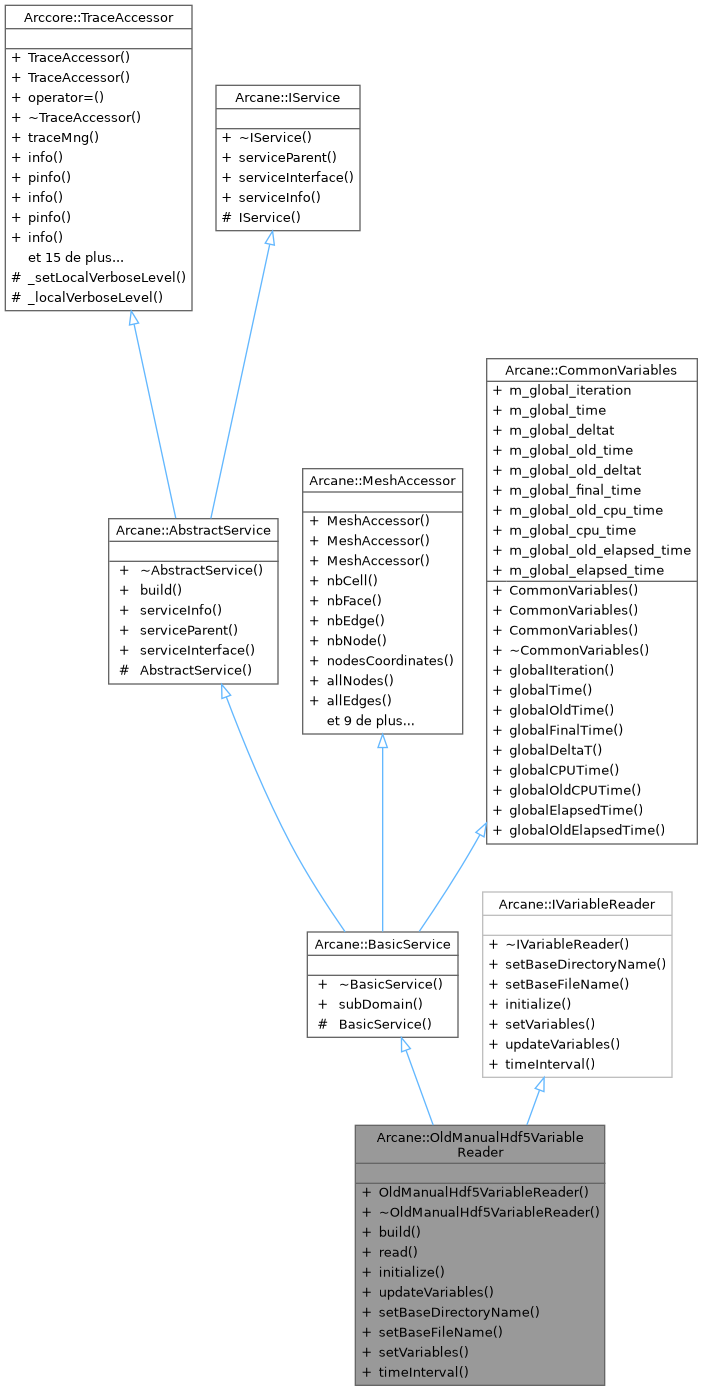 Arccore::TraceAccessor
+ TraceAccessor()
+ TraceAccessor()
+ operator=()
+ ~TraceAccessor()
+ traceMng()
+ info()
+ pinfo()
+ info()
+ pinfo()
+ info()
et 15 de plus...
# _setLocalVerboseLevel()
# _localVerboseLevel()
Arcane::IService
+ ~IService()
+ serviceParent()
+ serviceInterface()
+ serviceInfo()
# IService()
Arcane::CommonVariables
+ m_global_iteration
+ m_global_time
+ m_global_deltat
+ m_global_old_time
+ m_global_old_deltat
+ m_global_final_time
+ m_global_old_cpu_time
+ m_global_cpu_time
+ m_global_old_elapsed_time
+ m_global_elapsed_time
+ CommonVariables()
+ CommonVariables()
+ CommonVariables()
+ ~CommonVariables()
+ globalIteration()
+ globalTime()
+ globalOldTime()
+ globalFinalTime()
+ globalDeltaT()
+ globalCPUTime()
+ globalOldCPUTime()
+ globalElapsedTime()
+ globalOldElapsedTime()
Arcane::MeshAccessor
+ MeshAccessor()
+ MeshAccessor()
+ MeshAccessor()
+ nbCell()
+ nbFace()
+ nbEdge()
+ nbNode()
+ nodesCoordinates()
+ allNodes()
+ allEdges()
et 9 de plus...
Arcane::AbstractService
+ ~AbstractService()
+ build()
+ serviceInfo()
+ serviceParent()
+ serviceInterface()
# AbstractService()
Arcane::BasicService
+ ~BasicService()
+ subDomain()
# BasicService()
Arcane::IVariableReader
+ ~IVariableReader()
+ setBaseDirectoryName()
+ setBaseFileName()
+ initialize()
+ setVariables()
+ updateVariables()
+ timeInterval()
Arcane::OldManualHdf5Variable
Reader
+ OldManualHdf5VariableReader()
+ ~OldManualHdf5VariableReader()
+ build()
+ read()
+ initialize()
+ updateVariables()
+ setBaseDirectoryName()
+ setBaseFileName()
+ setVariables()
+ timeInterval()